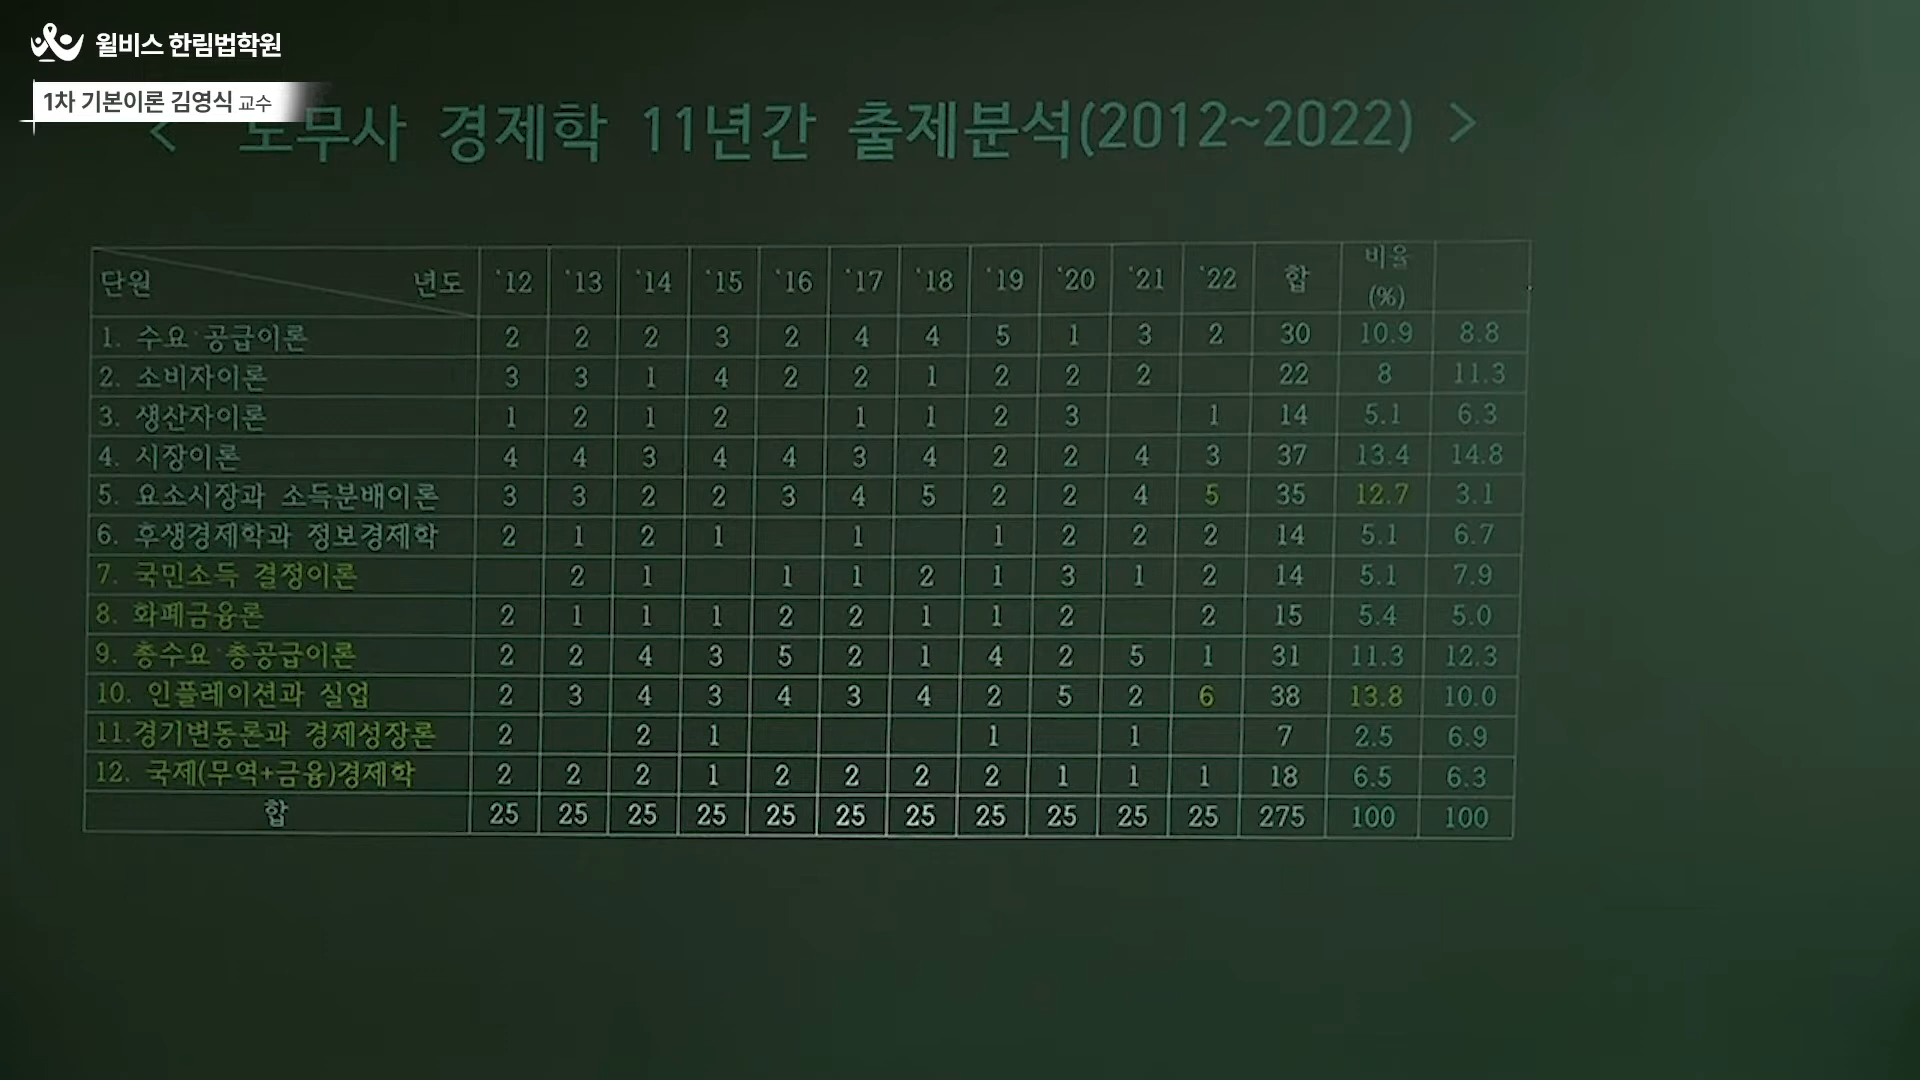 윌비스 한림법학원
1차 기본이론 김영식 교수
< 노무사 경제학 11년간 출제분석(2012~2022) >
단원 년도 '12 '13 '14 '15 '16 '17 '18 '19 '20 '21 '22 합 비율(%)
1. 수요·공급이론 2 2 2 3 2 4 4 5 1 3 2 30 10.9 8.8
2. 소비자이론 3 3 1 4 2 2 1 2 2 2 22 8 11.3
3. 생산자이론 1 2 1 2 1 1 2 3 1 14 5.1 6.3
4. 시장이론 4 4 3 4 4 3 4 2 2 4 3 37 13.4 14.8
5. 요소시장과 소득분배이론 3 3 2 2 3 4 5 2 2 4 5 35 12.7 3.1
6. 후생경제학과 정보경제학 2 1 2 1 1 1 2 2 2 14 5.1 6.7
7. 국민소득 결정이론 2 1 1 1 2 1 3 1 2 14 5.1 7.9
8. 화폐금융론 2 1 1 1 2 2 1 1 2 2 15 5.4 5.0
9. 총수요·총공급이론 2 2 4 3 5 2 1 4 2 5 1 31 11.3 12.3
10. 인플레이션과 실업 2 3 4 3 4 3 4 2 5 2 6 38 13.8 10.0
11.경기변동론과 경제성장론 2 2 1 1 1 7 2.5 6.9
12. 국제(무역+금융)경제학 2 2 2 1 2 2 2 2 1 1 1 18 6.5 6.3
합 25 25 25 25 25 25 25 25 25 25 25 275 100 100